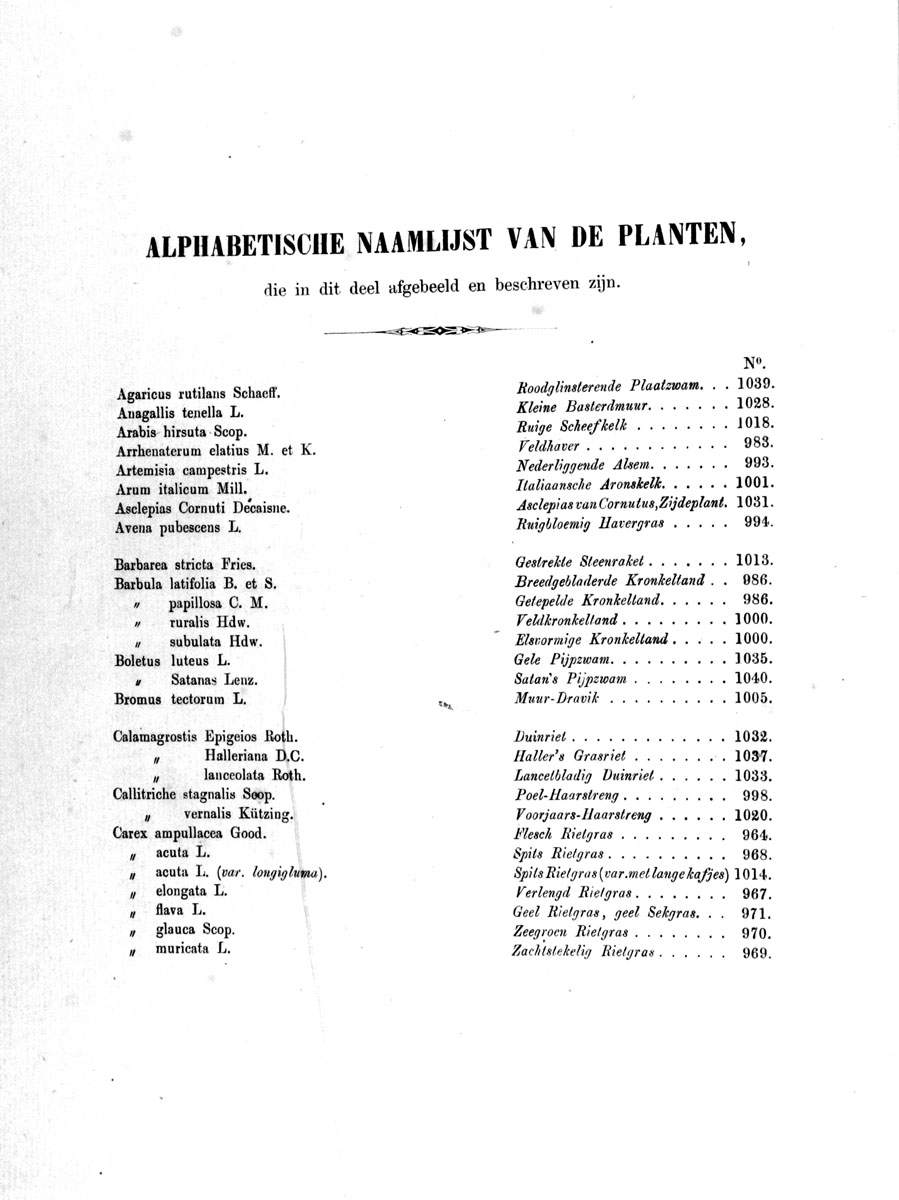 ALPHABETISCHE NAAMLIJST VAN DE PLANTEN,
die in dit deel afgebeeld en beschreven zijn.
No.
Agaricus rutilans Schaeff. Roodglinsterende Plaatzwam. . . 1039.
Anagallis tenella L. Kleine Basterdmuur. . . . . . . 1028.
Arabis hirsuta Scop. Ruige Scheefkelk . . . . . . . 1018.
Arrhenaterum elatius M. et K. Veldhaver . . . . . . . . . . . . 983.
Artemisia campestris L. Nederliggende Alsem. . . . . . . 993.
Arum italicum Mill. Italiaansche Aronskelk. . . . . . 1001.
Asclepias Cornuti Décaisne. Asclepias van Cornutus, Zijdeplant. 1031.
Avena pubescens L. Ruigbloemig Havergras . . . . . 994.
Barbarea stricta Fries. Gestrekte Steenraket . . . . . . . 1013.
Barbula latifolia B. et S. Breedgebladerde Kronkeltand . . 986.
〃 papillosa C. M. Getepelde Kronkeltand. . . . . . 986.
〃 ruralis Hdw. Veldkronkeltand . . . . . . . . . 1000.
〃 subulata Hdw. Elsvormige Kronkeltand . . . . . 1000.
Boletus luteus L. Gele Pijpzwam. . . . . . . . . . 1035.
〃 Satanas Lenz. Satan's Pijpzwam . . . . . . . . 1040.
Bromus tectorum L. Muur-Dravik . . . . . . . . . . 1005.
Calamagrostis Epigeios Roth. Duinriet . . . . . . . . . . . . . 1032.
〃 Halleriana D.C. Haller's Grasriet . . . . . . . . 1037.
〃 lanceolata Roth. Lancetbladig Duinriet . . . . . . 1033.
Callitriche stagnalis Scop. Poel-Haarstreng . . . . . . . . . 998.
〃 vernalis Kützing. Voorjaars-Haarstreng . . . . . . 1020.
Carex ampullacea Good. Flesch Rietgras . . . . . . . . . 964.
〃 acuta L. Spits Rietgras . . . . . . . . . . 968.
〃 acuta L. (var. longigluma). Spits Rietgras (var. met lange kafjes) 1014.
〃 elongata L. Verlengd Rietgras . . . . . . . . 967.
〃 flava L. Geel Rietgras, geel Sekgras. . . 971.
〃 glauca Scop. Zeegroen Rietgras . . . . . . . . 970.
〃 muricata L. Zachtstekelig Rietgras . . . . . . 969.